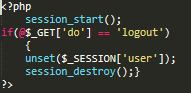 <?php
session_start();
if(@$_GET['do'] == 'logout')
{
unset($_SESSION['user']);
session_destroy();}
?>